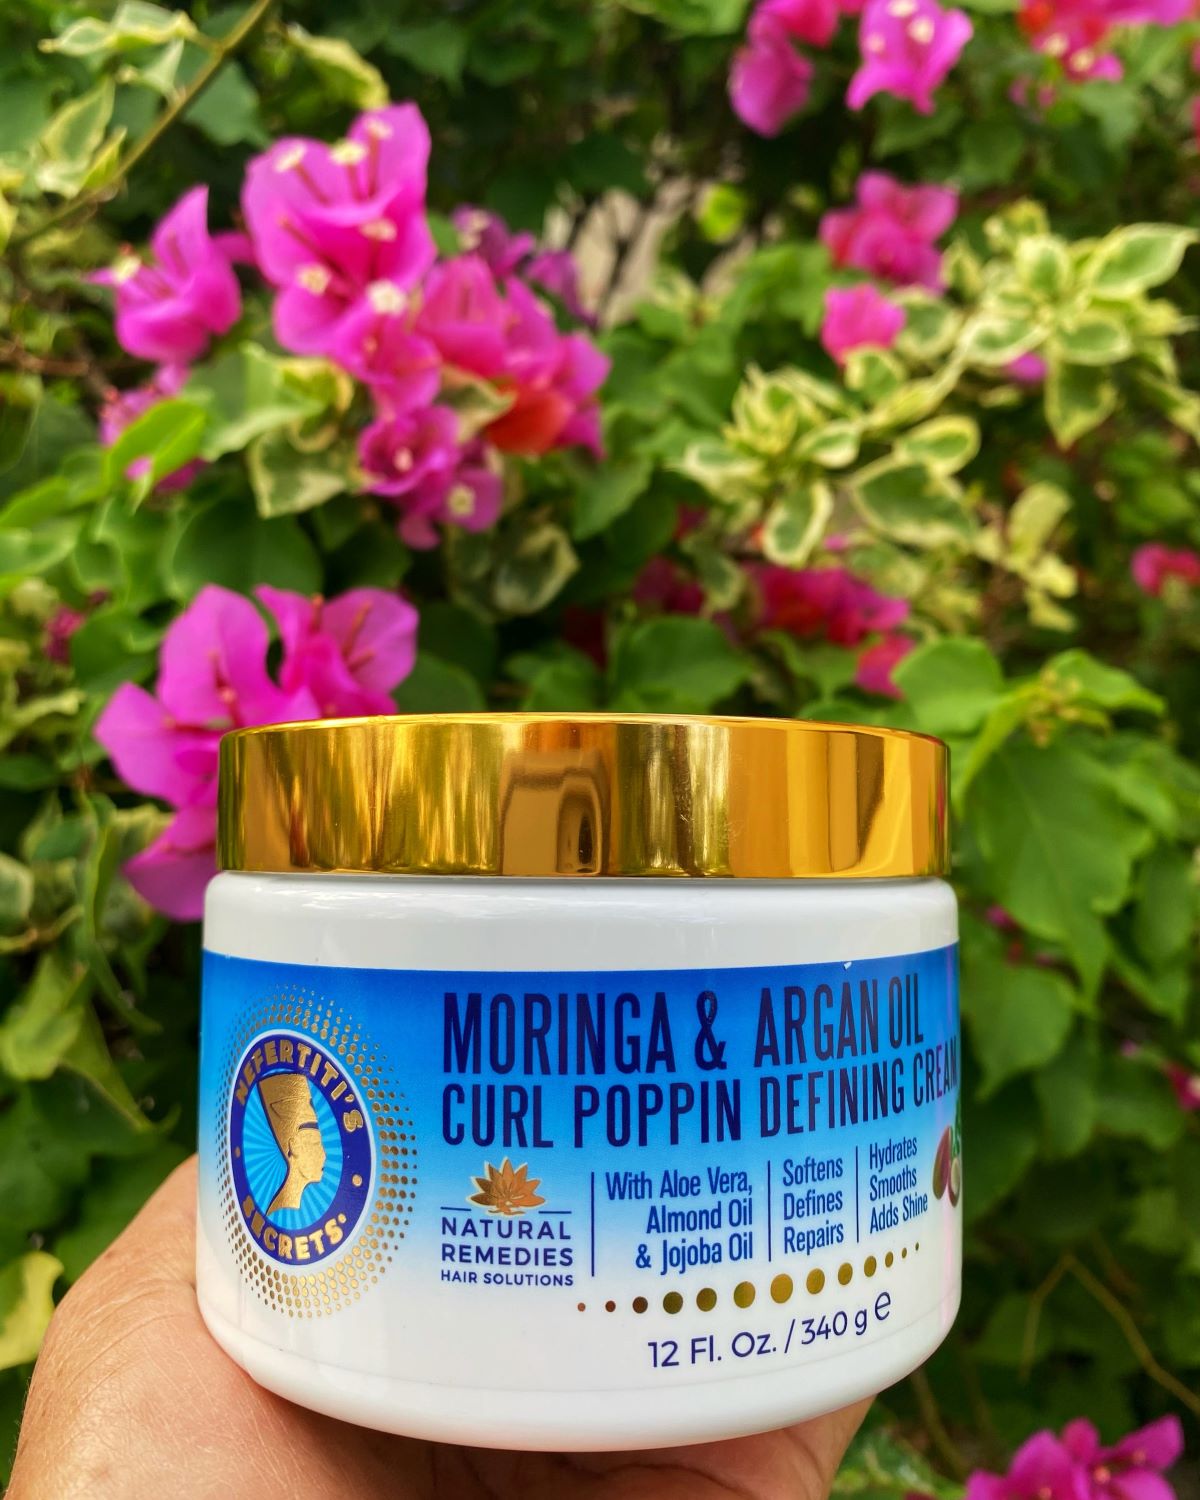 NEFERTITI'S
SECRETS
MORINGA & ARGAN OIL
CURL POPPIN DEFINING CREAM
NATURAL
REMEDIES
HAIR SOLUTIONS
With Aloe Vera,
Almond Oil
& Jojoba Oil
Softens
Defines
Repairs
Hydrates
Smooths
Adds Shine
12 Fl. Oz. / 340 g e